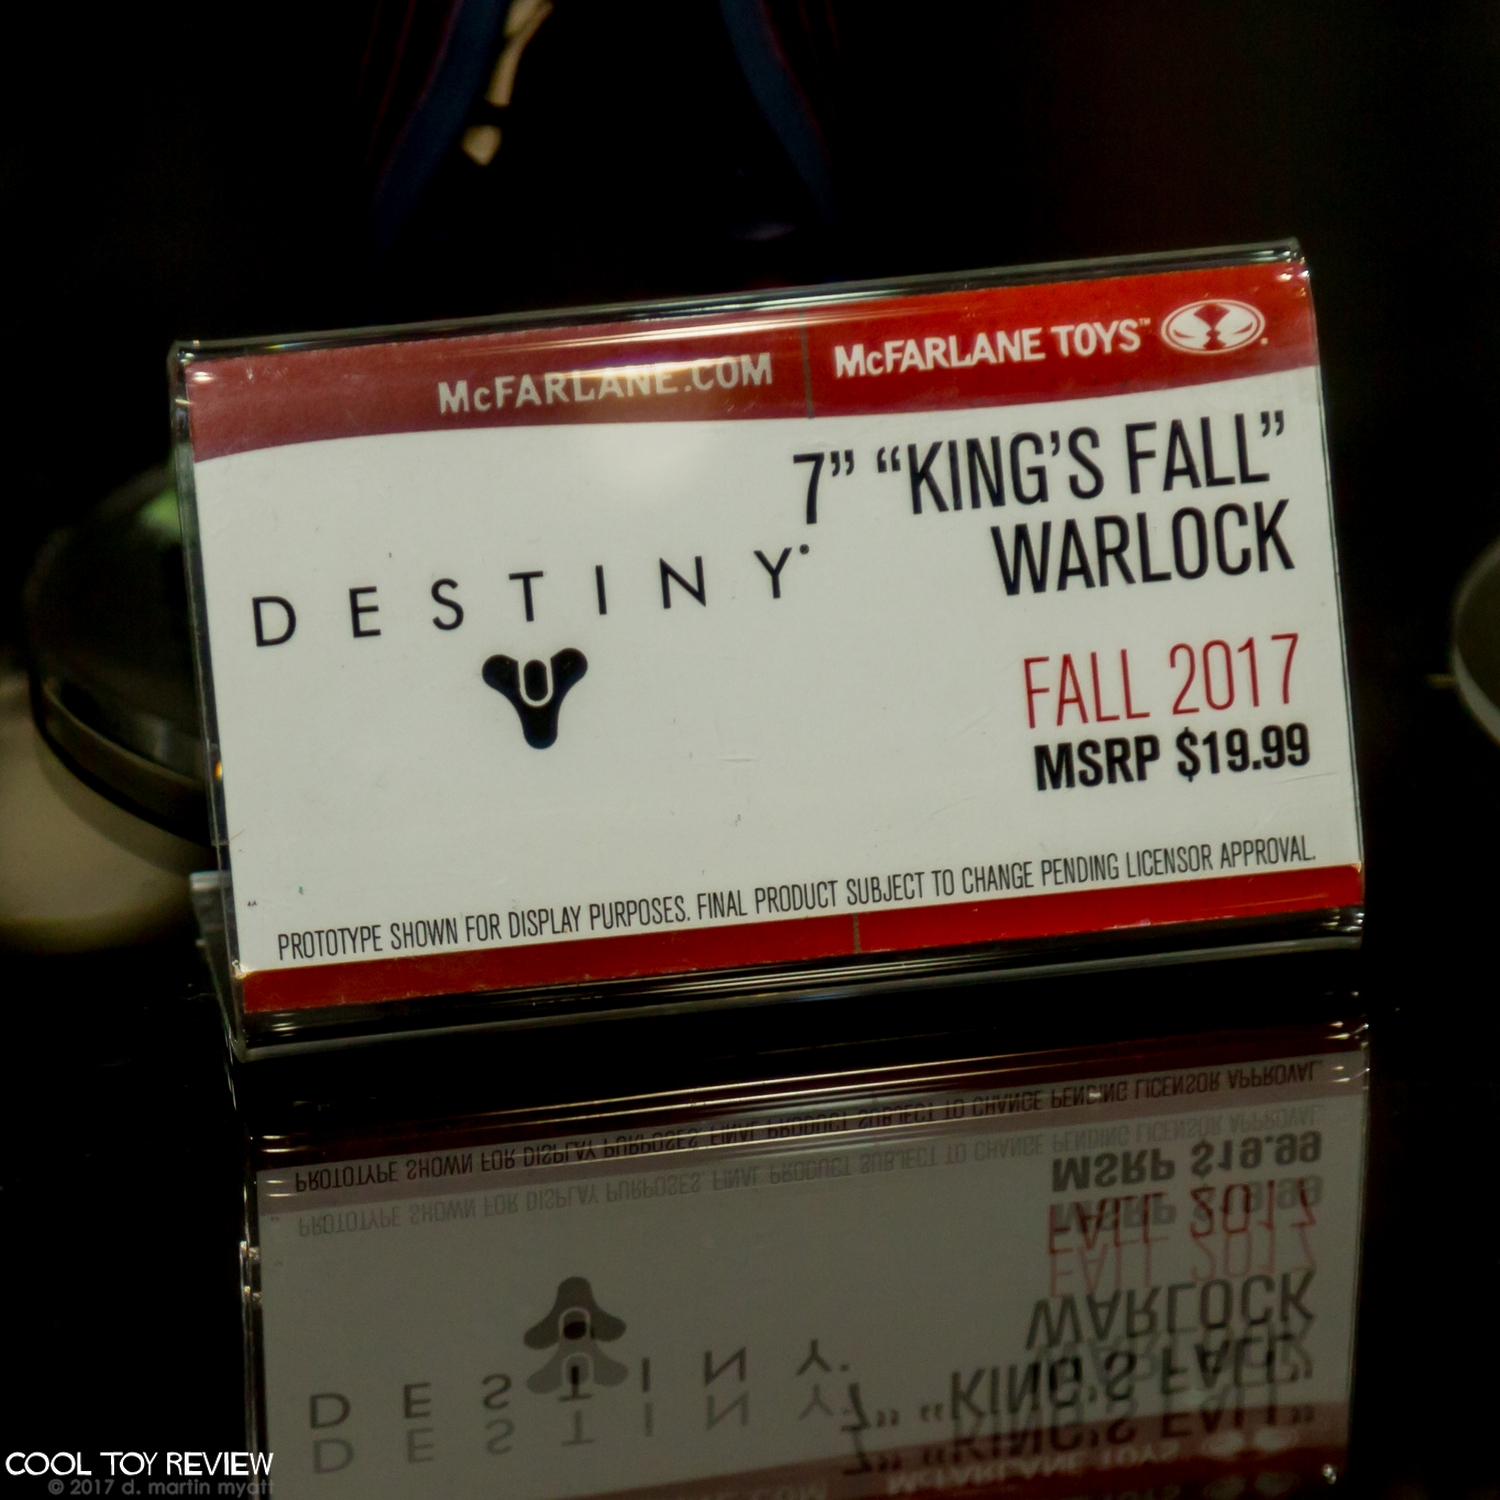 McFARLANE.COM
McFARLANE TOYS™
7” “KING’S FALL”
WARLOCK
DESTINY
FALL 2017
MSRP $19.99
PROTOTYPE SHOWN FOR DISPLAY PURPOSES. FINAL PRODUCT SUBJECT TO CHANGE PENDING LICENSOR APPROVAL.
COOL TOY REVIEW
© 2017 d. martin myatt